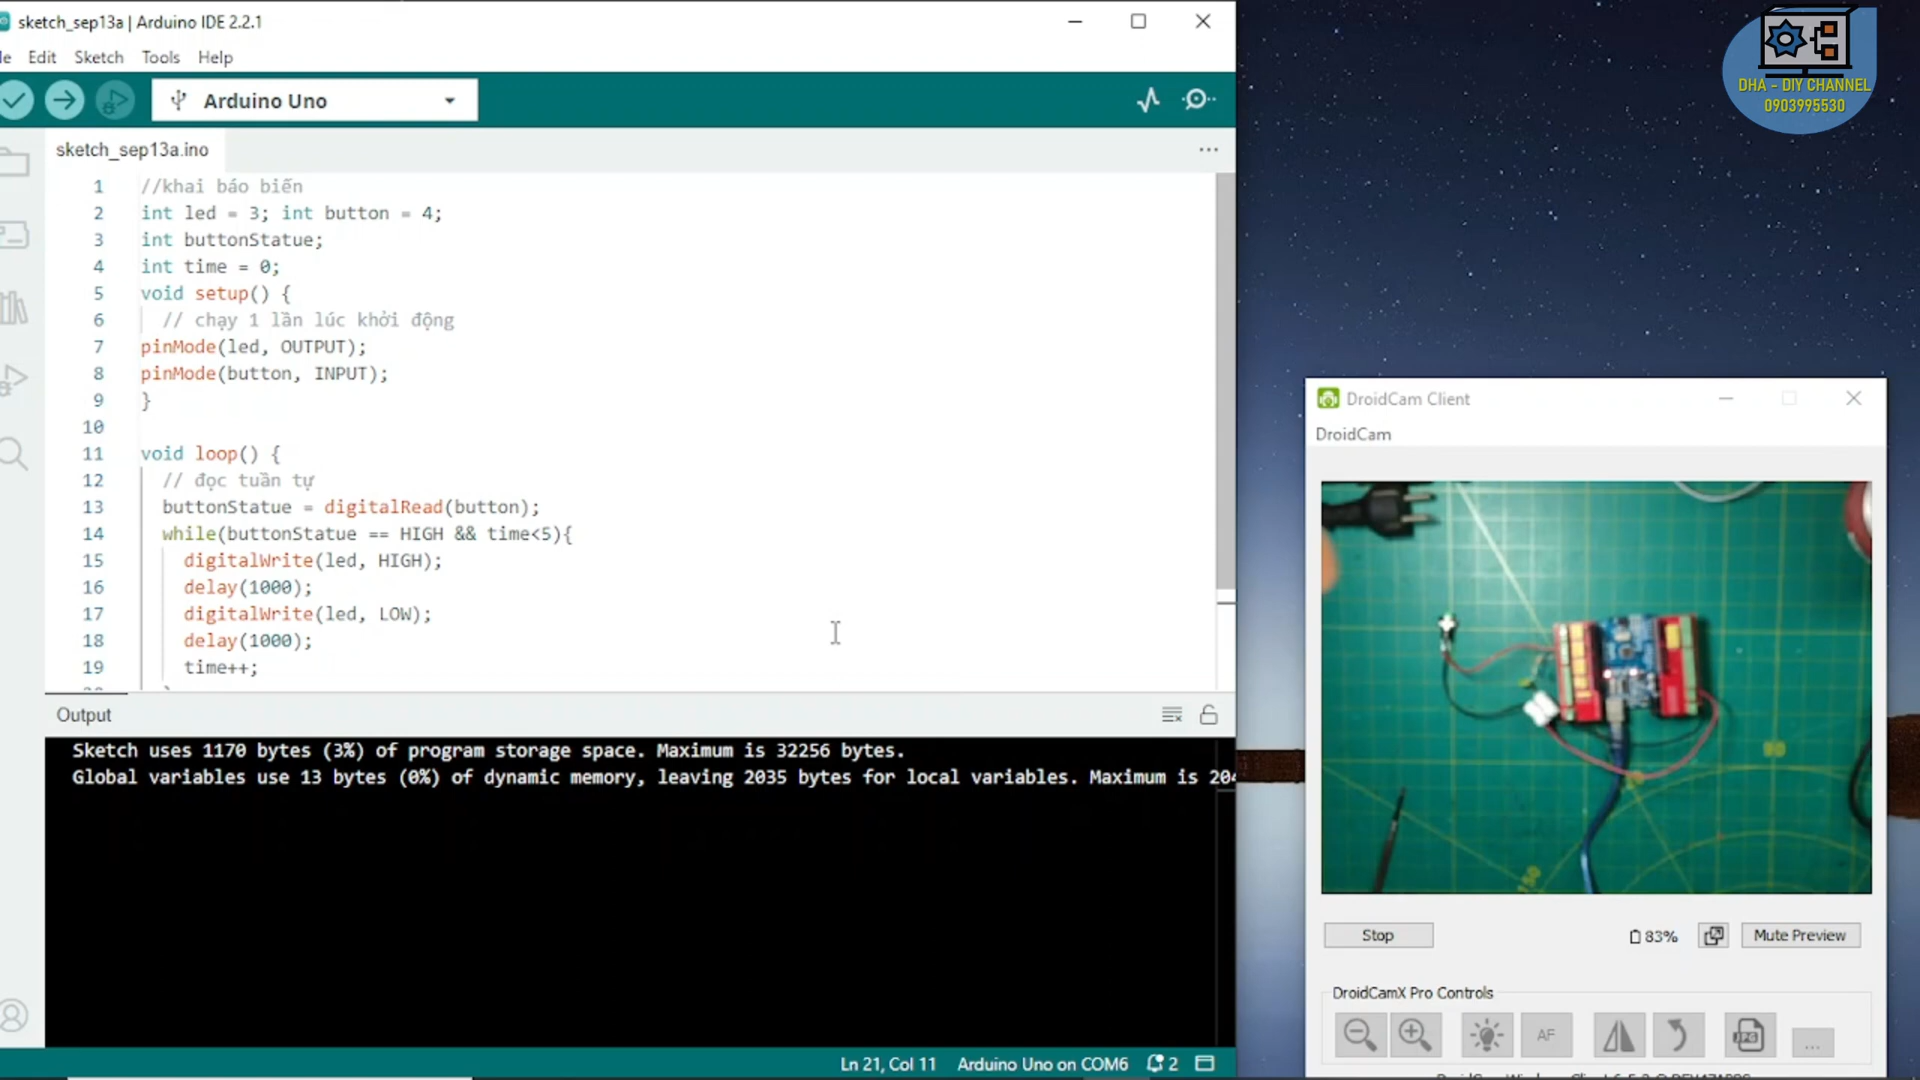 sketch_sep13a | Arduino IDE 2.2.1
Edit Sketch Tools Help
Arduino Uno
sketch_sep13a.ino
1 //khai báo biến
2 int led = 3; int button = 4;
3 int buttonStatue;
4 int time = 0;
5 void setup() {
6 // chạy 1 lần lúc khởi động
7 pinMode(led, OUTPUT);
8 pinMode(button, INPUT);
9 }
10
11 void loop() {
12 // đọc tuần tự
13 buttonStatue = digitalRead(button);
14 while(buttonStatue == HIGH && time<5){
15 digitalWrite(led, HIGH);
16 delay(1000);
17 digitalWrite(led, LOW);
18 delay(1000);
19 time++;
Output
Sketch uses 1170 bytes (3%) of program storage space. Maximum is 32256 bytes.
Global variables use 13 bytes (0%) of dynamic memory, leaving 2035 bytes for local variables. Maximum is
Ln 21, Col 11 Arduino Uno on COM6 2
DHA - DIY CHANNEL
0903995530
DroidCam Client
DroidCam
90
Stop 83% Mute Preview
DroidCamX Pro Controls
AF JPG ...